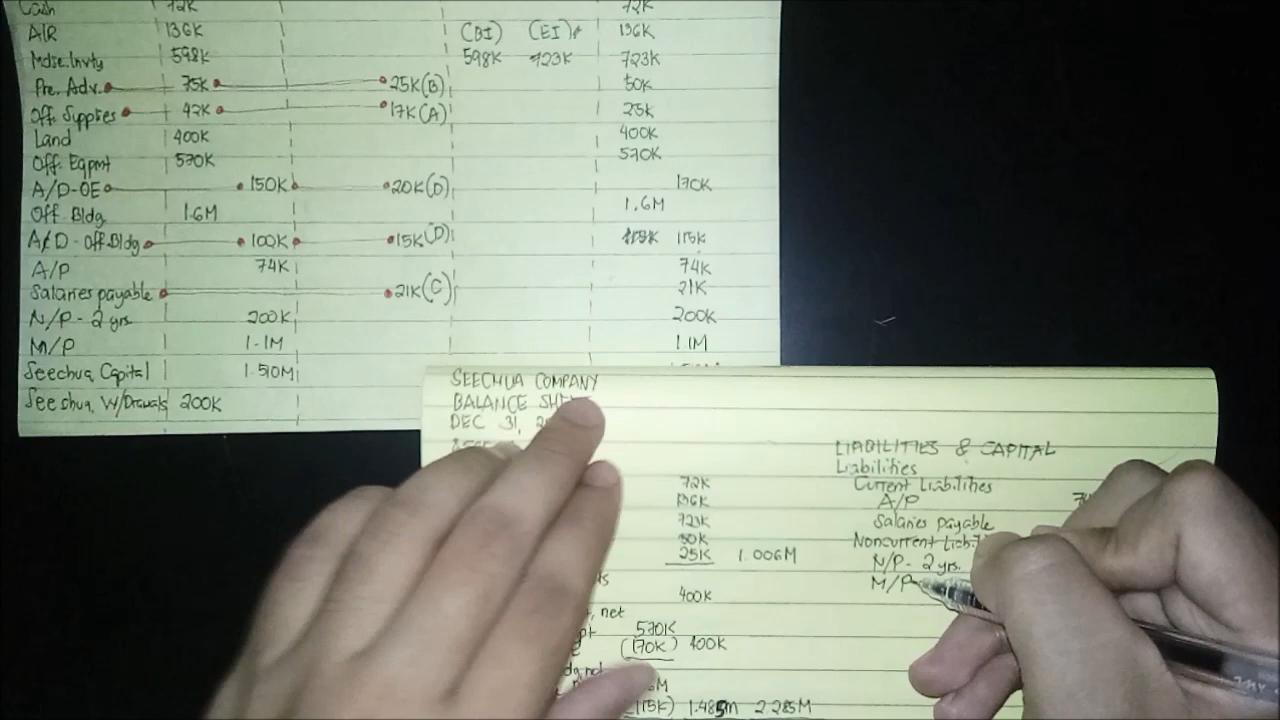 Cash 72K 72K
A/R 136K (BI) (EI) 136K
Mdse. Invty 598K 598K 723K 723K
Pre. Adv. 75K 25K (B) 50K
Off. Supplies 42K 17K (A) 25K
Land 400K 400K
Off. Eqpmt 570K 570K
A/D-OE 150K 20K (D) 170K
Off. Bldg 1.6M 1.6M
A/D - Off. Bldg 100K 15K (D) 115K 115K
A/P 74K 74K
Salaries payable 21K (C) 21K
N/P - 2 yrs. 200K 200K
M/P 1.1M 1.1M
Seechua, Capital 1.510M
Seechua, W/Drawals 200K
SEECHUA COMPANY
BALANCE
DEC 31,
LIABILITIES & CAPITAL
Liabilities
72K Current Liabilities
136K A/P
723K Salaries payable
50K Noncurrent
25K 1.006M N/P - 2 yrs.
M/P
400K
, net
570K
(170K) 400K
net
(115K) 1.485M 2.285M